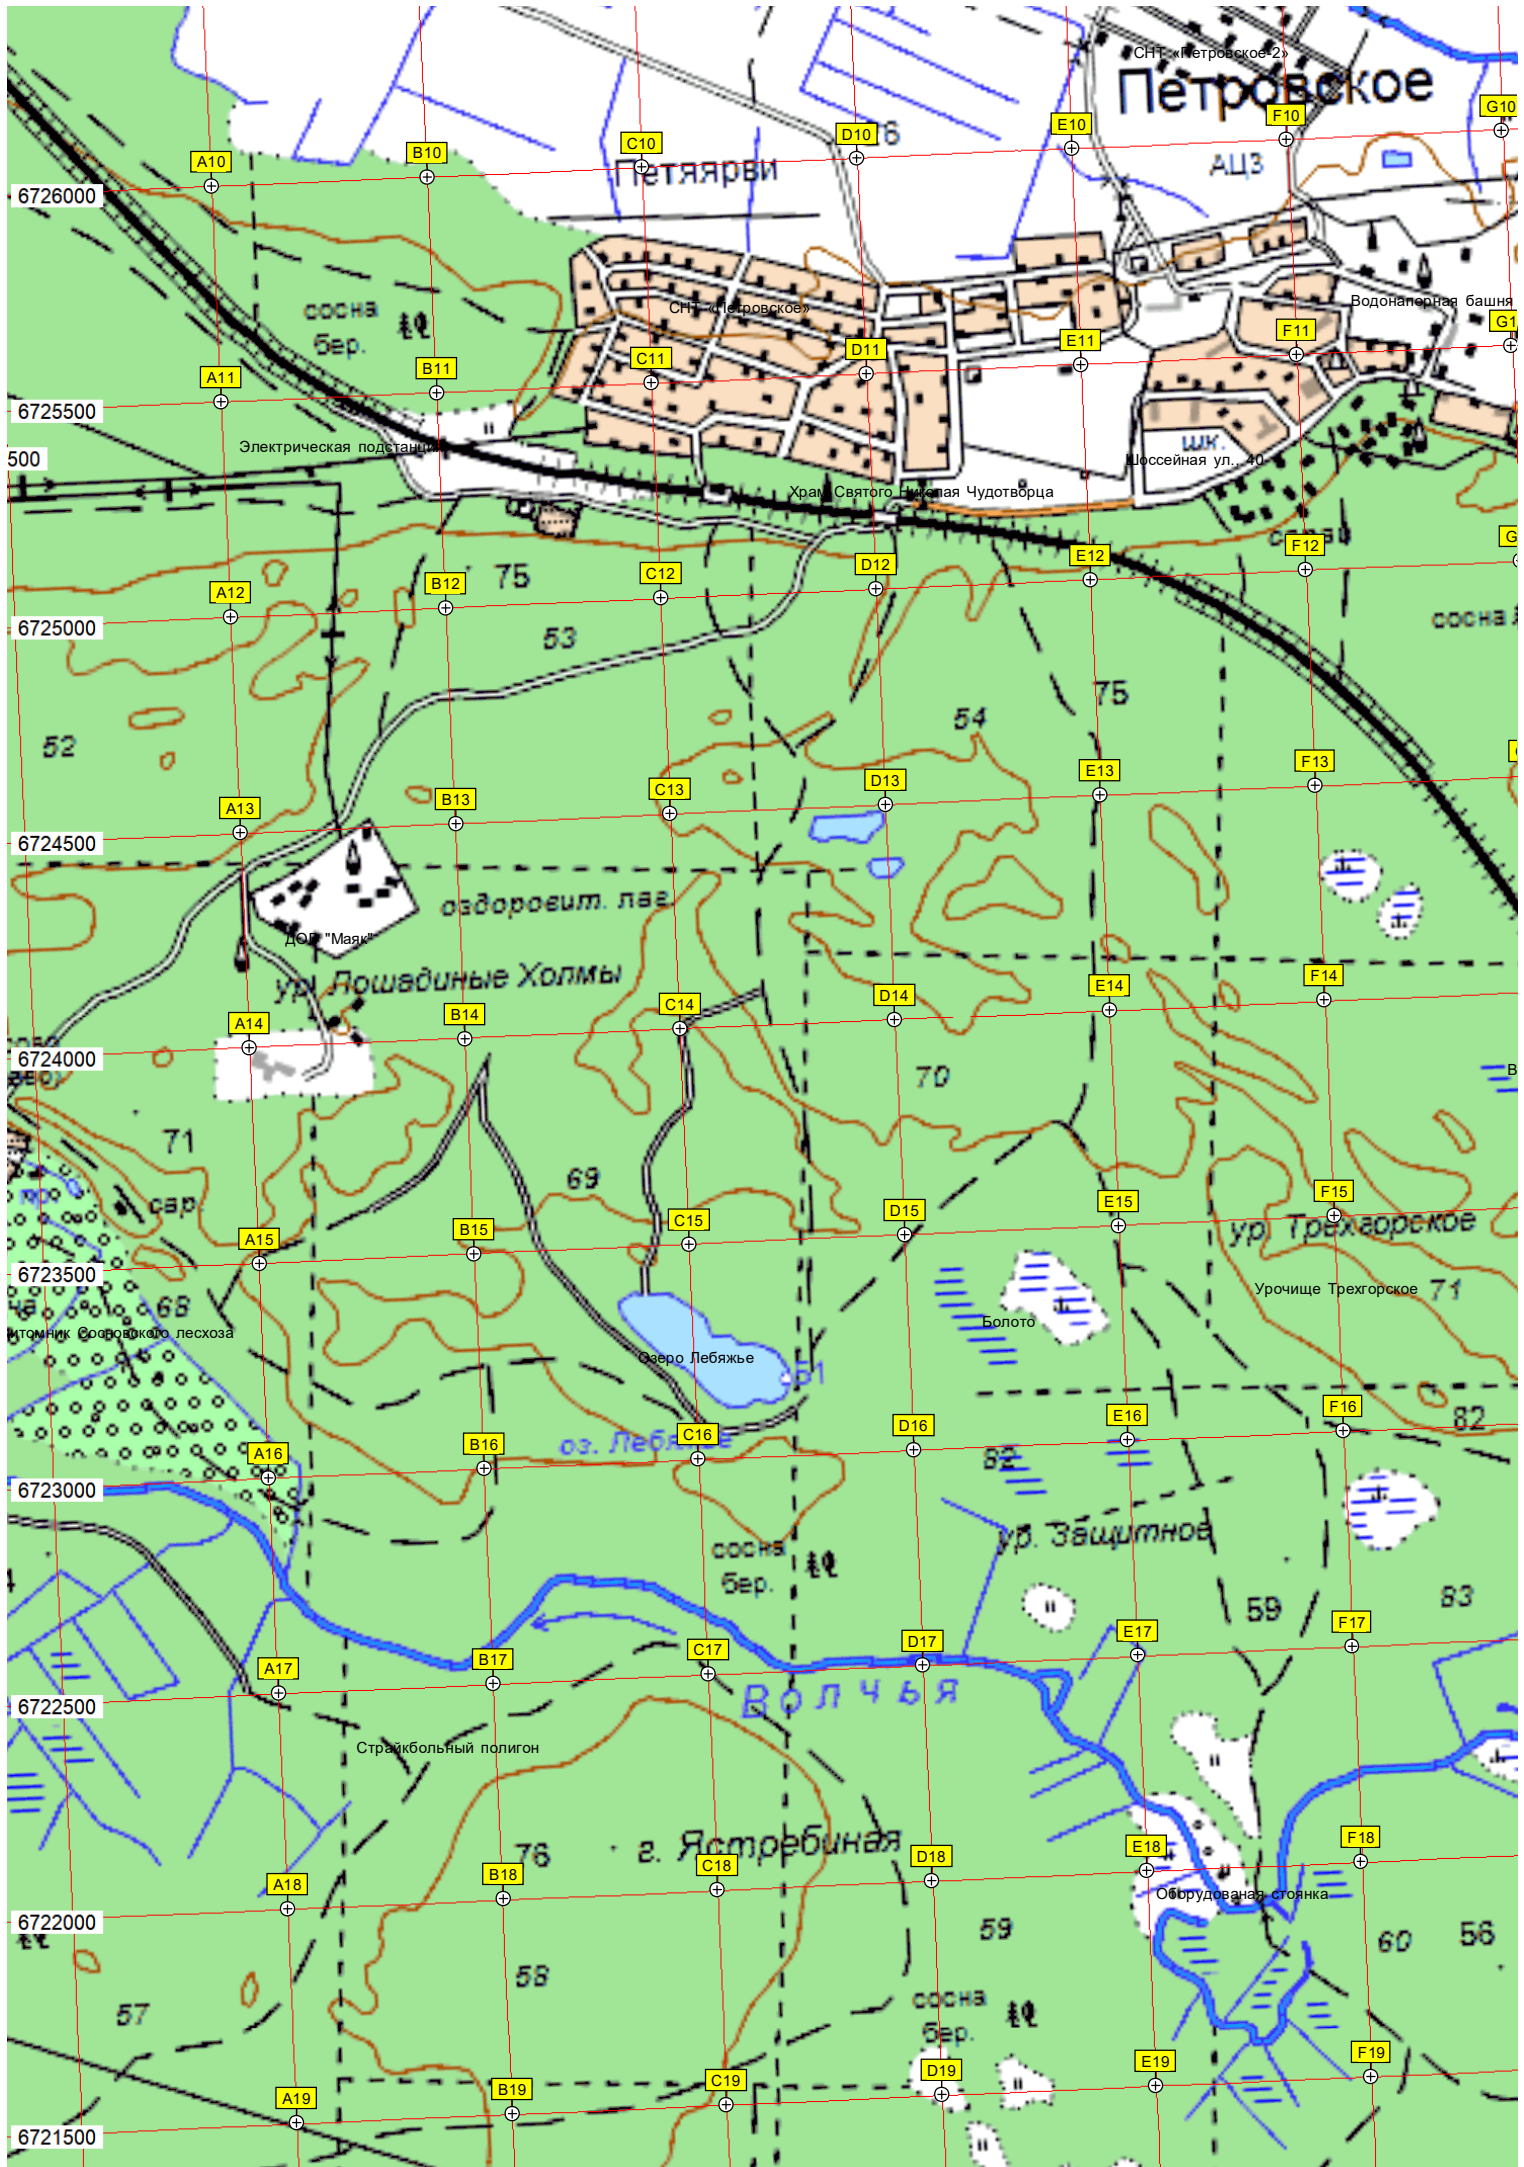 СНТ «Петровское-2»
Петровское
G10
F10
E10
D10
76
C10
B10
A10
Петяярви
АЦЗ
6726000
сосна
бер.
СНТ «Петровское»
Водонапорная башня
F11
E11
D11
C11
B11
A11
6725500
шк.
Электрическая подстанци
500
Шоссейная ул., 40
Храм Святого Николая Чудотворца
F12
E12
D12
C12
B12
A12
75
53
6725000
сосна
75
54
52
F13
E13
D13
C13
B13
A13
6724500
оздоровит. лаг.
ДОЛ "Маяк"
ур. Лошадиные Холмы
F14
E14
D14
C14
B14
A14
6724000
70
71
69
сар.
F15
E15
D15
C15
B15
A15
ур. Трехгорское
6723500
Урочище Трехгорское
71
68
Болото
итомник Сосновского лесхоза
Озеро Лебяжье
51
F16
E16
D16
C16
B16
A16
82
оз. Лебяжье
82
6723000
ур. Защитное
сосна
бер.
83
59
F17
E17
D17
C17
B17
A17
Волчья
6722500
Страйкбольный полигон
г. Ястребиная
76
F18
E18
D18
C18
B18
A18
Оборудованая стоянка
6722000
59
60
56
58
57
сосна
бер.
F19
E19
D19
C19
B19
A19
6721500